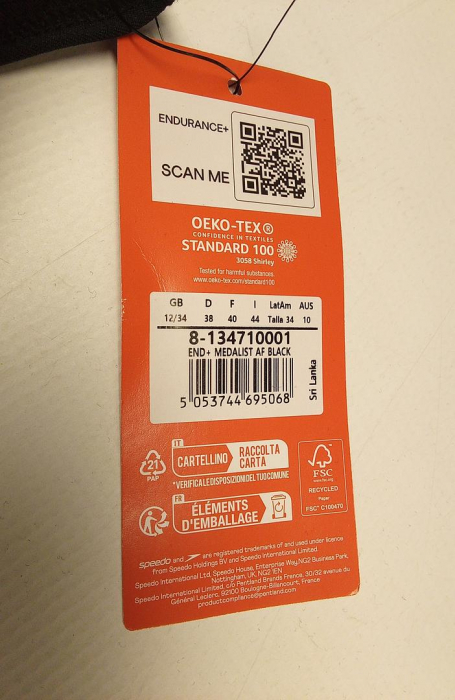 ENDURANCE+
SCAN ME
OEKO-TEX®
CONFIDENCE IN TEXTILES
STANDARD 100
3058 Shirley
Tested for harmful substances.
www.oeko-tex.com/standard100
GB D F I LatAm AUS
12/34 38 40 44 Talla 34 10
8-134710001
END+ MEDALIST AF BLACK
5 053744 695068
Sri Lanka
21
PAP
IT
CARTELLINO
RACCOLTA
CARTA
*VERIFICA LE DISPOSIZIONI DEL TUO COMUNE
FR
ÉLÉMENTS
D'EMBALLAGE
FSC
www.fsc.org
RECYCLED
Paper
FSC® C100470
speedo and are registered trademarks of and used under licence
from Speedo Holdings BV and Speedo International Limited.
Speedo International Ltd, Speedo House, Enterprise Way,NG2 Business Park,
Nottingham, UK, NG2 1EN
Speedo International Limited, c/o Pentland Brands France, 30/32 avenue du
Général Leclerc, 92100 Boulogne-Billancourt, France
productcompliance@pentland.com